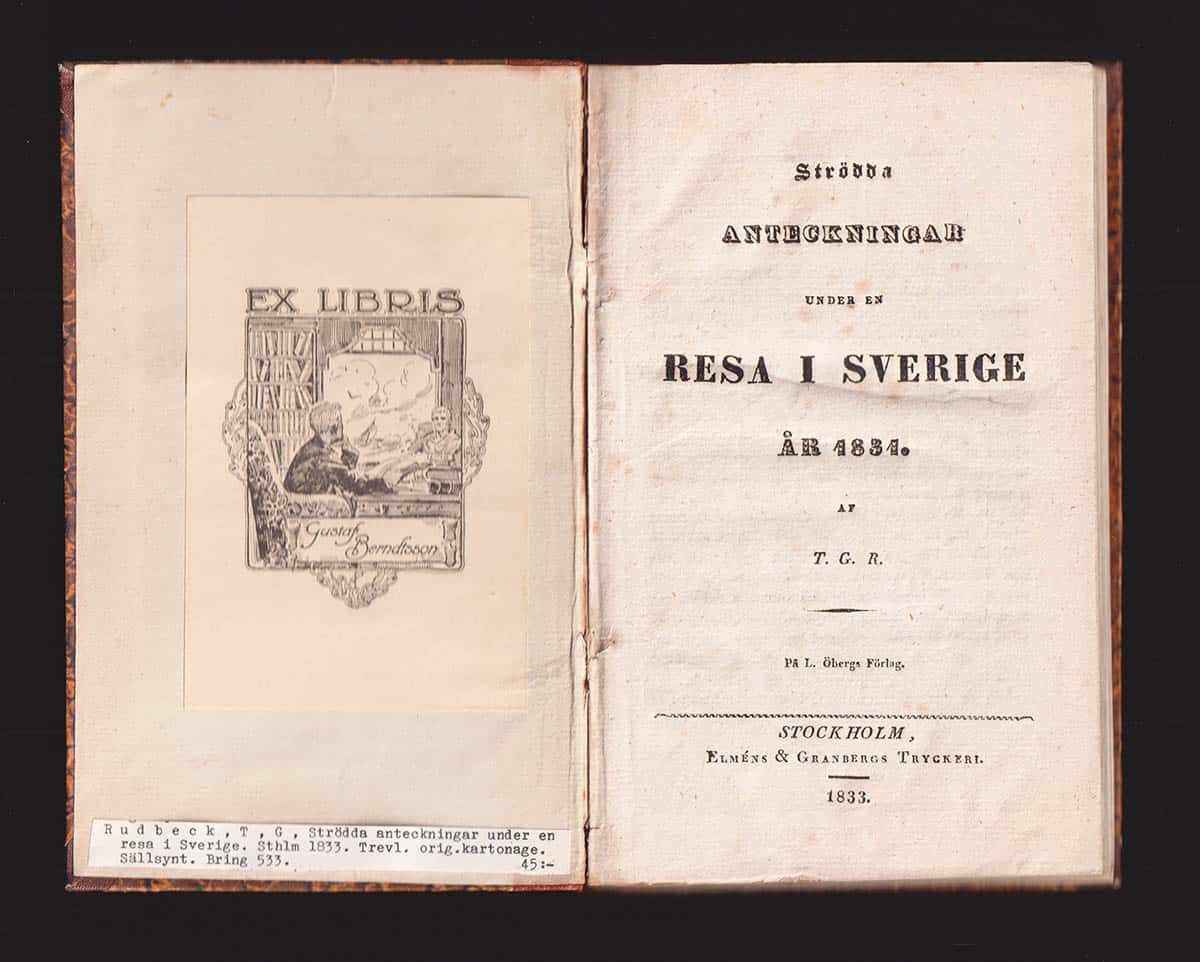 EX LIBRIS
Gustaf
Berndtsson
Rudbeck, T, G, Strödda anteckningar under en
resa i Sverige. Sthlm 1833. Trevl. orig.kartonage.
Sällsynt. Bring 533. 45:-
Strödda
ANTECKNINGAR
UNDER EN
RESA I SVERIGE
ÅR 1831.
AF
T. G. R.
På L. Öbergs Förlag.
STOCKHOLM,
ELMÉNS & GRANBERGS TRYCKERI.
1833.